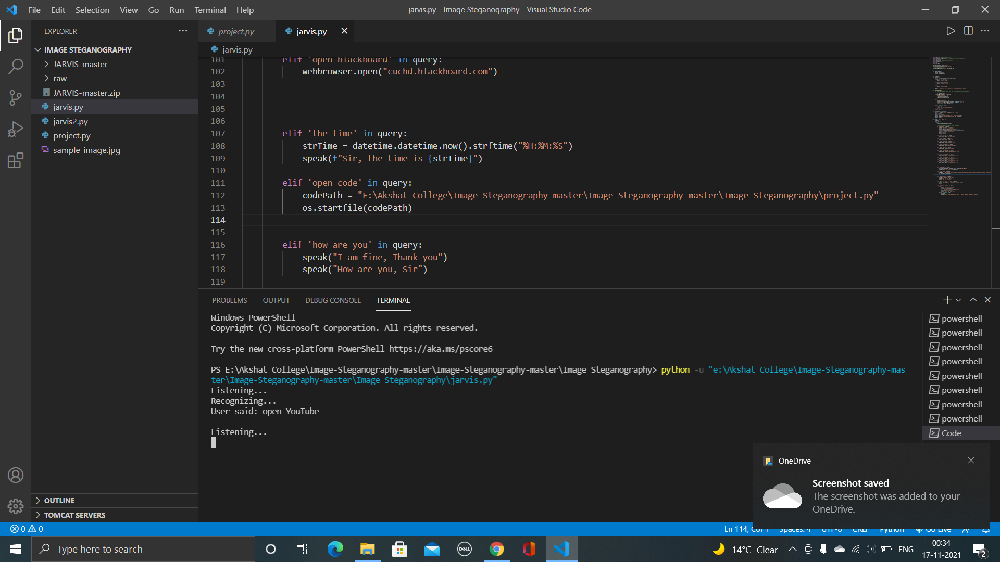 File Edit Selection View Go Run Terminal Help
jarvis.py - Image Steganography - Visual Studio Code
EXPLORER
IMAGE STEGANOGRAPHY
JARVIS-master
raw
JARVIS-master.zip
jarvis.py
jarvis2.py
project.py
sample_image.jpg
OUTLINE
TOMCAT SERVERS
project.py
jarvis.py
jarvis.py
101 elif 'open blackboard' in query:
102 webbrowser.open("cuchd.blackboard.com")
103
104
105
106
107 elif 'the time' in query:
108 strTime = datetime.datetime.now().strftime("%H:%M:%S")
109 speak(f"Sir, the time is {strTime}")
110
111 elif 'open code' in query:
112 codePath = "E:\Akshat College\Image-Steganography-master\Image-Steganography-master\Image Steganography\project.py"
113 os.startfile(codePath)
114
115
116 elif 'how are you' in query:
117 speak("I am fine, Thank you")
118 speak("How are you, Sir")
119
PROBLEMS OUTPUT DEBUG CONSOLE TERMINAL
Windows PowerShell
Copyright (C) Microsoft Corporation. All rights reserved.
Try the new cross-platform PowerShell https://aka.ms/pscore6
PS E:\Akshat College\Image-Steganography-master\Image-Steganography-master\Image Steganography> python -u "e:\Akshat College\Image-Steganography-mas
ter\Image-Steganography-master\Image Steganography\jarvis.py"
Listening...
Recognizing...
User said: open YouTube
Listening...
powershell
powershell
powershell
powershell
powershell
powershell
powershell
powershell
Code
OneDrive
Screenshot saved
The screenshot was added to your
OneDrive.
0 0
Ln 114, Col 1 Spaces: 4 UTF-8 CRLF Python Go Live
Type here to search
DELL
14°C Clear
ENG
00:34
17-11-2021
2